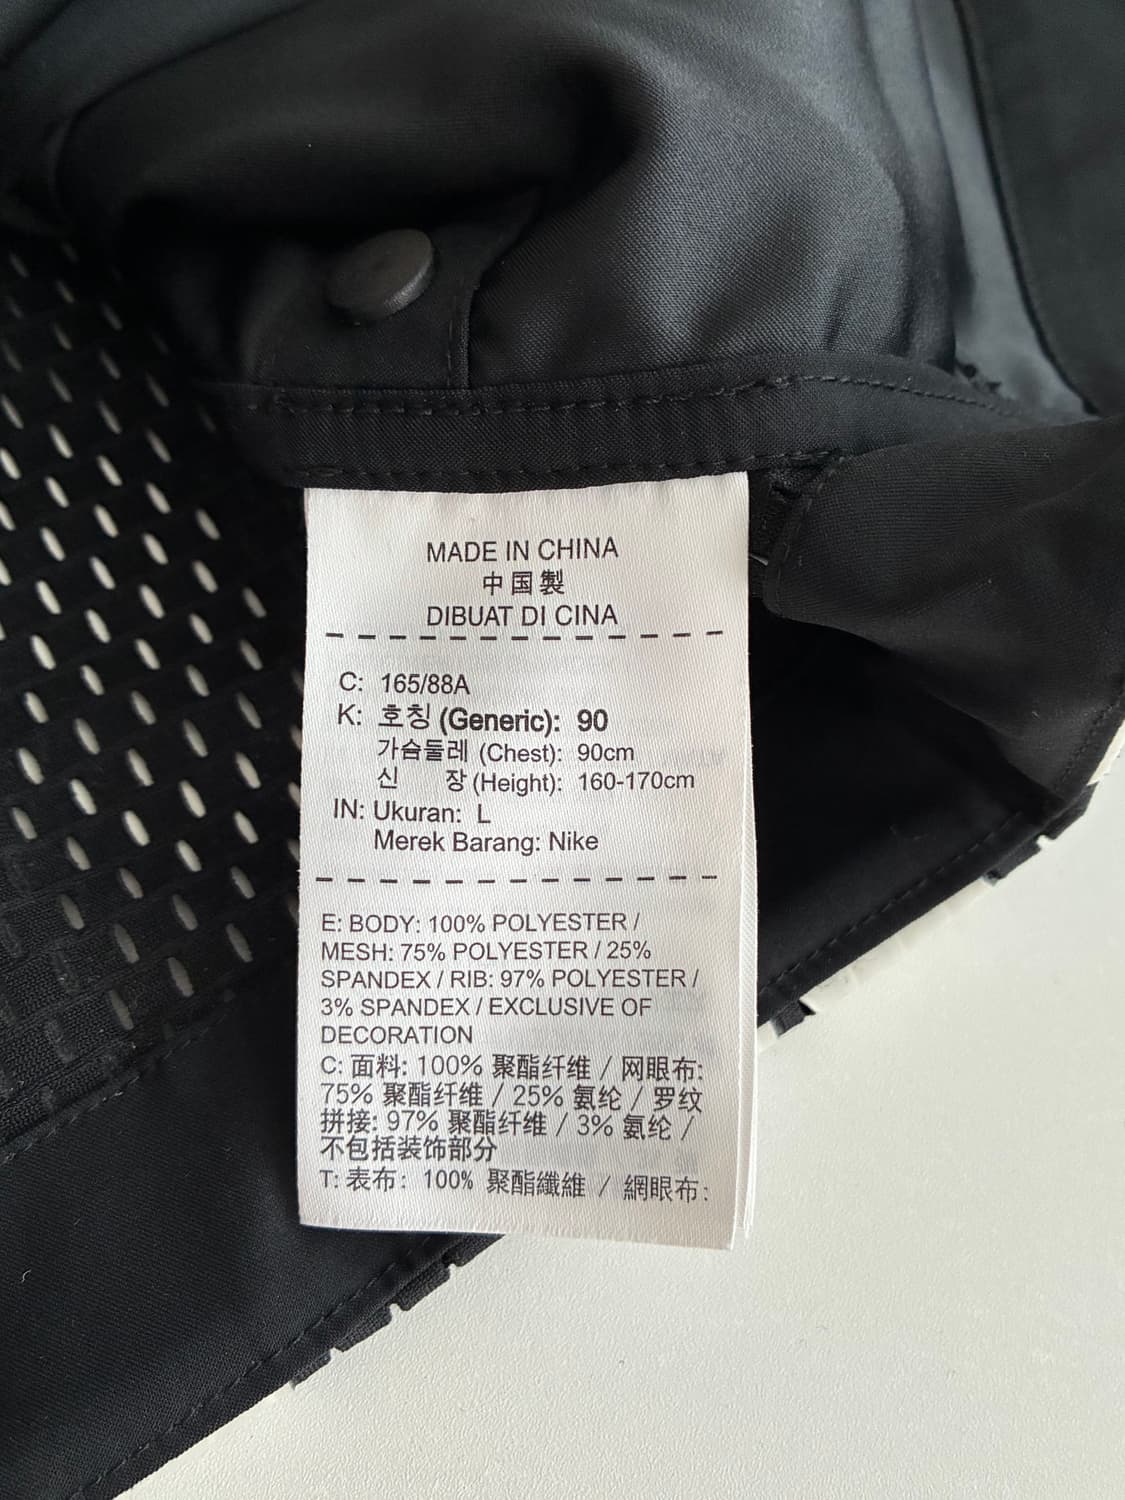 MADE IN CHINA
中国製
DIBUAT DI CINA
C: 165/88A
K: 호칭 (Generic): 90
가슴둘레 (Chest): 90cm
신 장 (Height): 160-170cm
IN: Ukuran: L
Merek Barang: Nike
E: BODY: 100% POLYESTER /
MESH: 75% POLYESTER / 25%
SPANDEX / RIB: 97% POLYESTER /
3% SPANDEX / EXCLUSIVE OF
DECORATION
C: 面料: 100% 聚酯纤维 / 网眼布:
75% 聚酯纤维 / 25% 氨纶 / 罗纹
拼接: 97% 聚酯纤维 / 3% 氨纶 /
不包括装饰部分
T: 表布: 100% 聚酯纖維 / 網眼布: